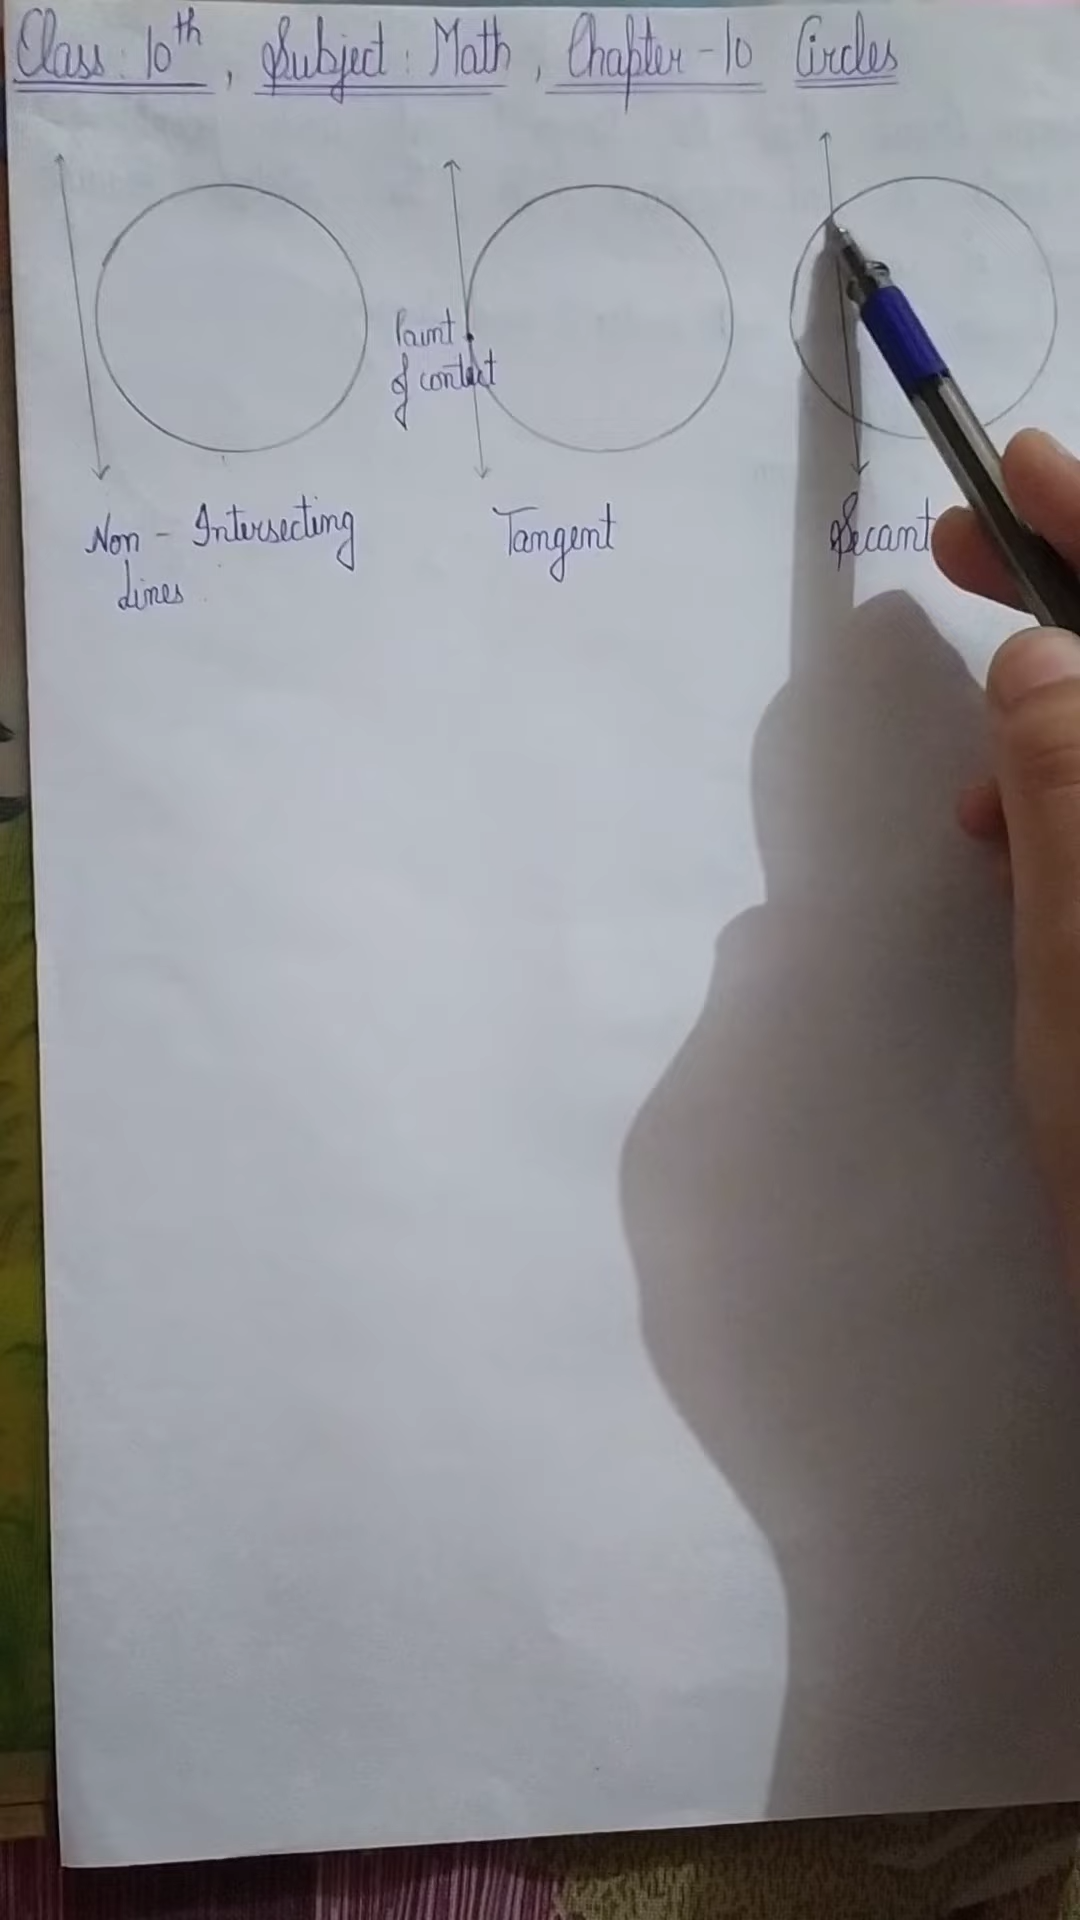 Class : 10th, Subject : Math, Chapter - 10 Circles
Point
of contact
Non - Intersecting
Lines
Tangent
Secant